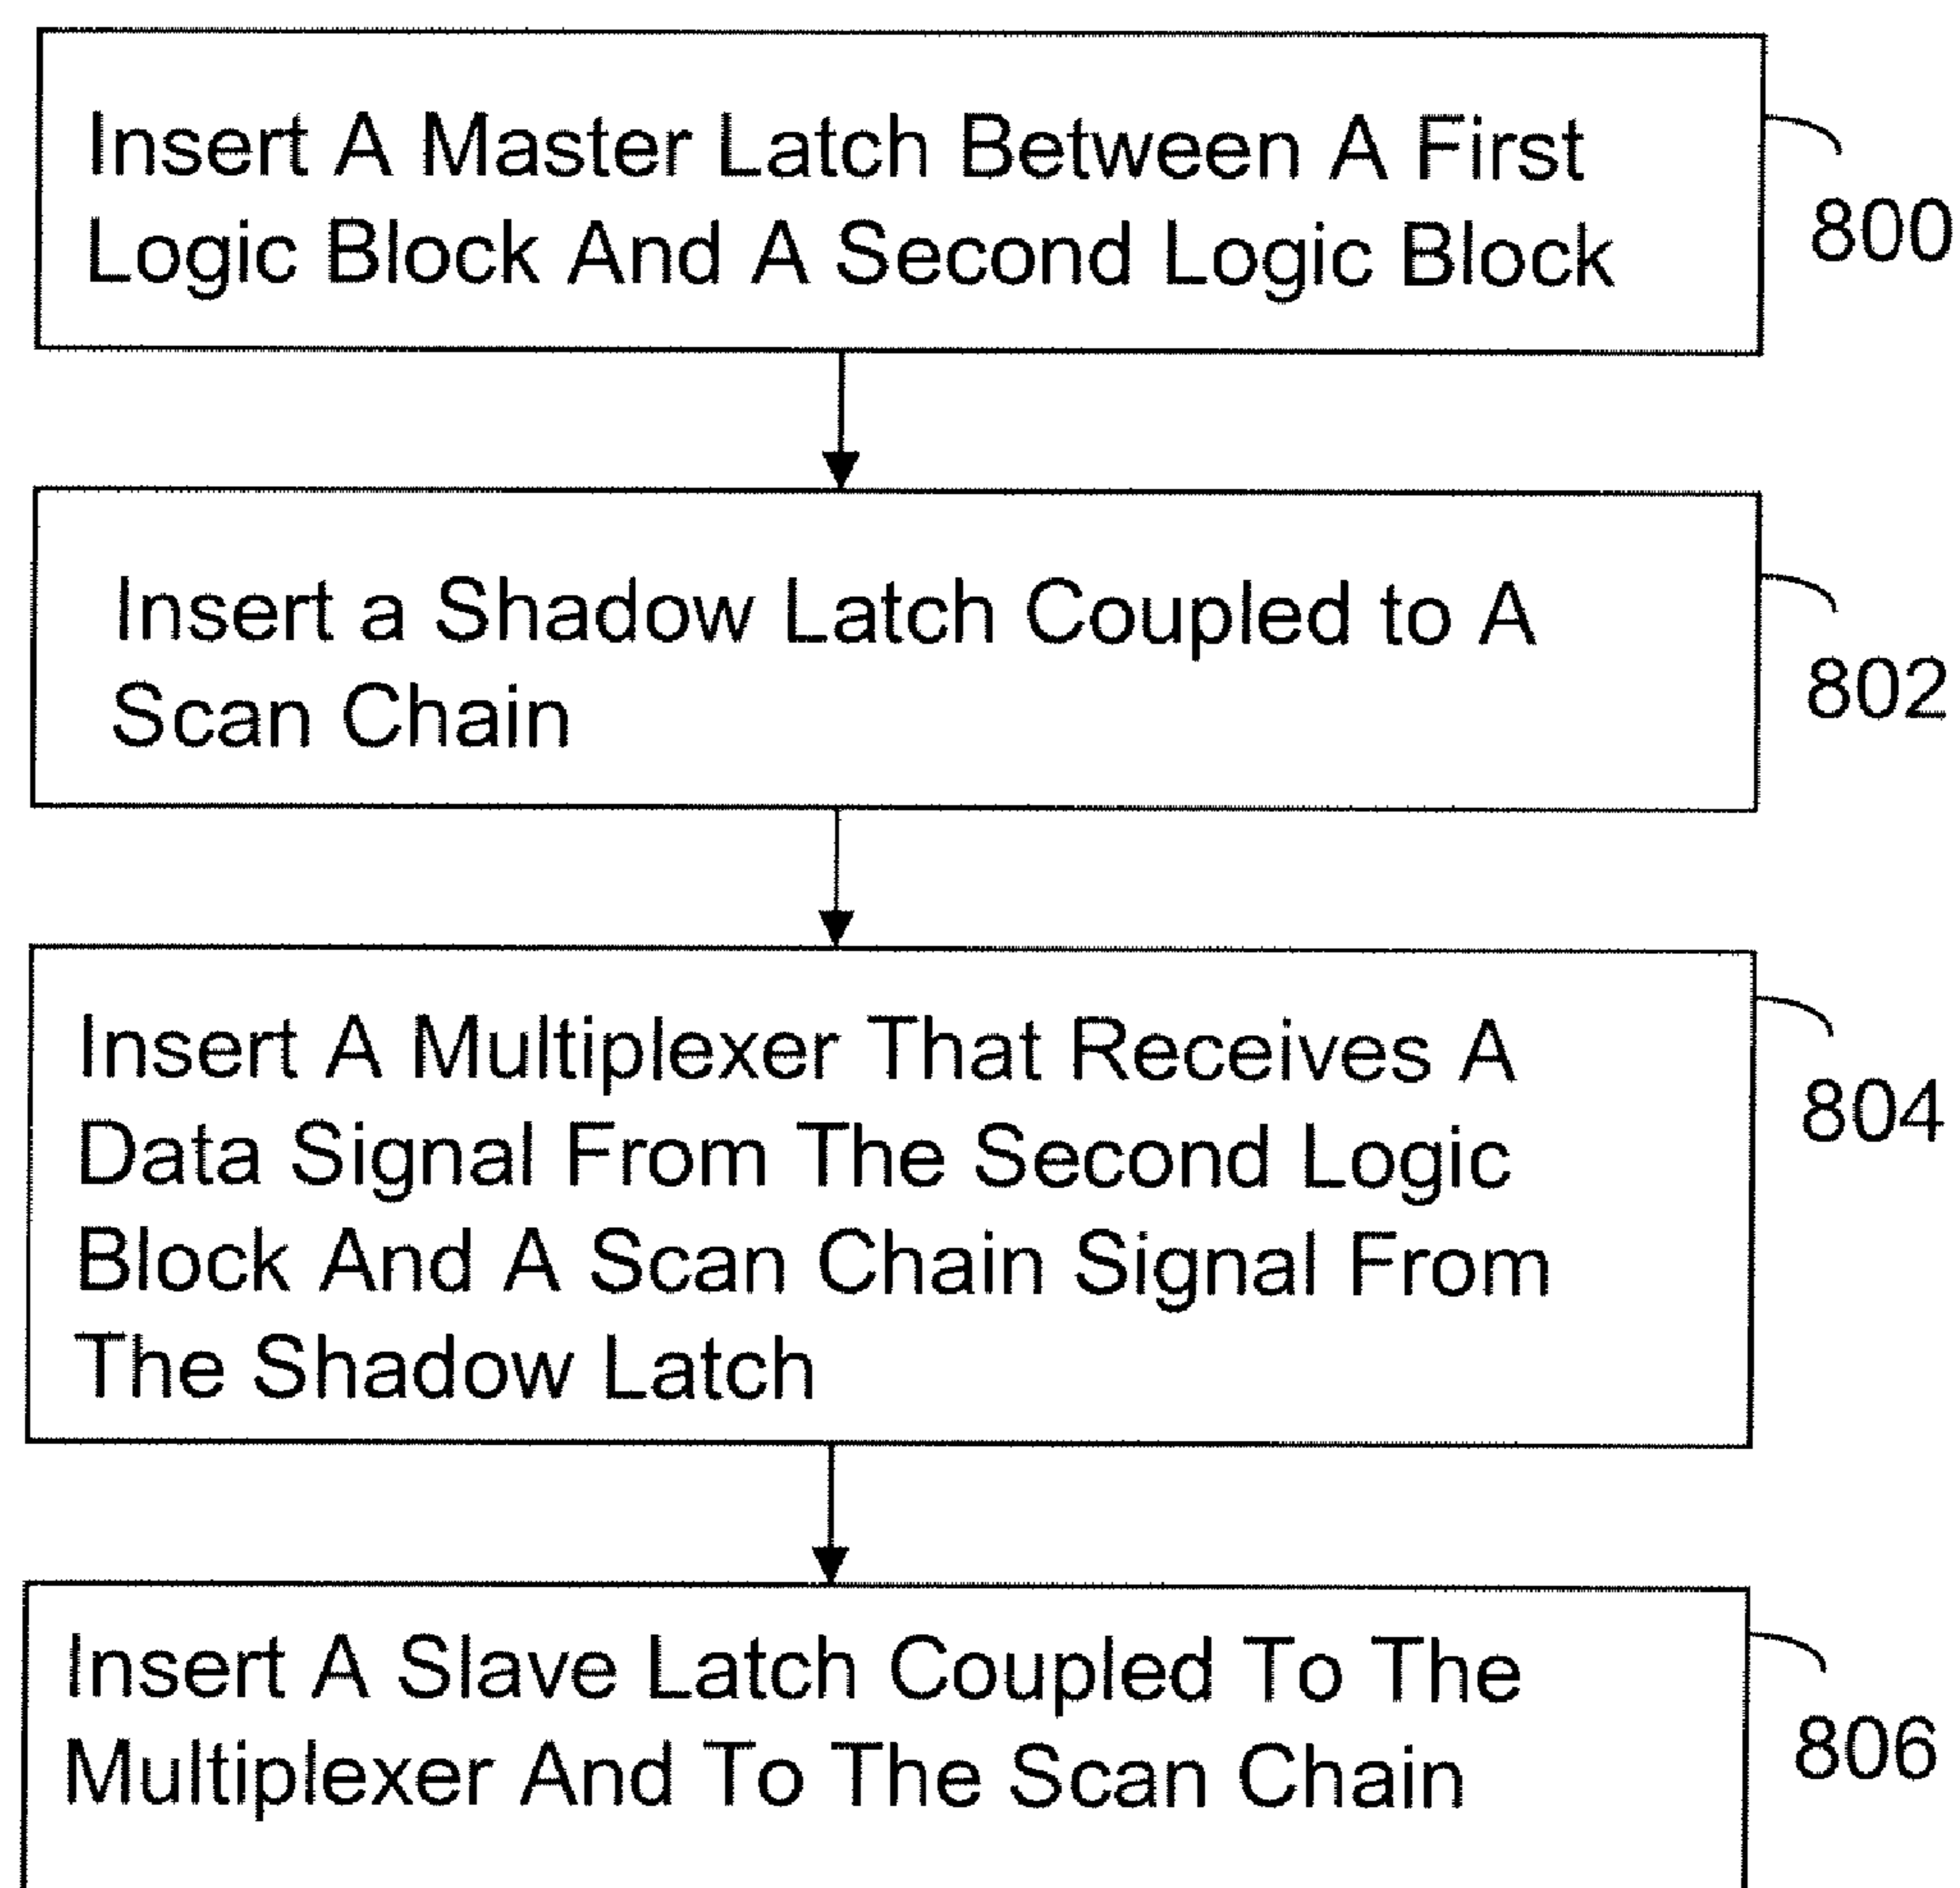 Insert A Master Latch Between A First
Logic Block And A Second Logic Block
800
Insert a Shadow Latch Coupled to A
Scan Chain
802
Insert A Multiplexer That Receives A
Data Signal From The Second Logic
Block And A Scan Chain Signal From
The Shadow Latch
804
Insert A Slave Latch Coupled To The
Multiplexer And To The Scan Chain
806